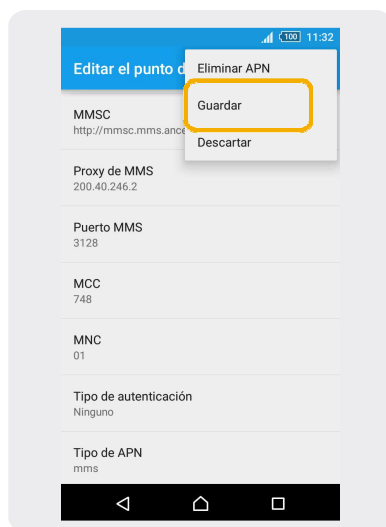 100 11:32
Editar el punto d
Eliminar APN
Guardar
Descartar
MMSC
http://mmsc.mms.ance
Proxy de MMS
200.40.246.2
Puerto MMS
3128
MCC
748
MNC
01
Tipo de autenticación
Ninguno
Tipo de APN
mms